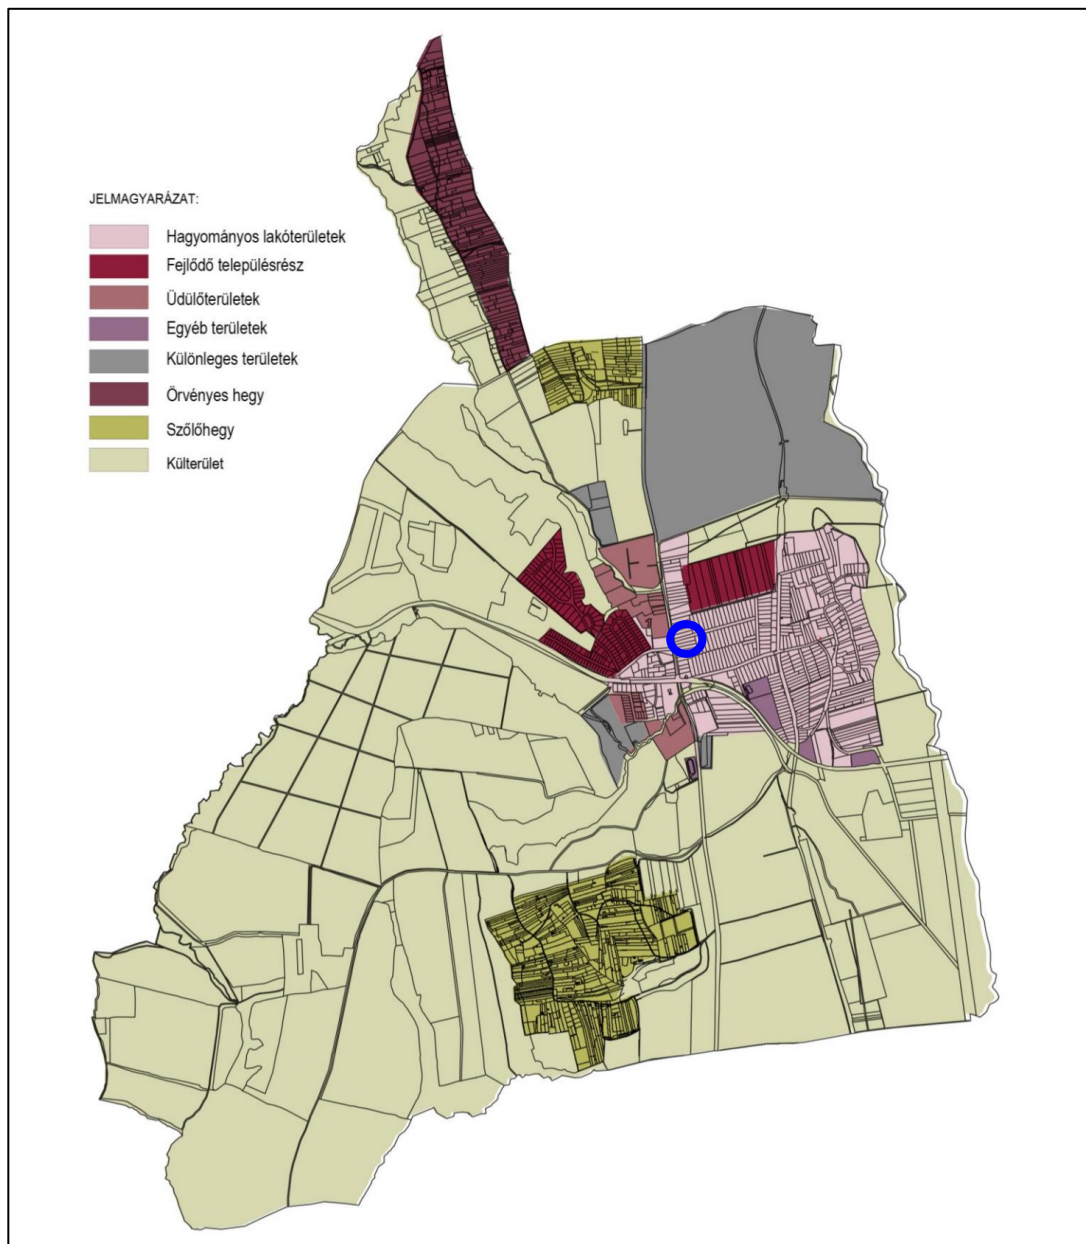 JELMAGYARÁZAT:
Hagyományos lakóterületek
Fejlődő településrész
Üdülőterületek
Egyéb területek
Különleges területek
Örvényes hegy
Szőlőhegy
Külterület